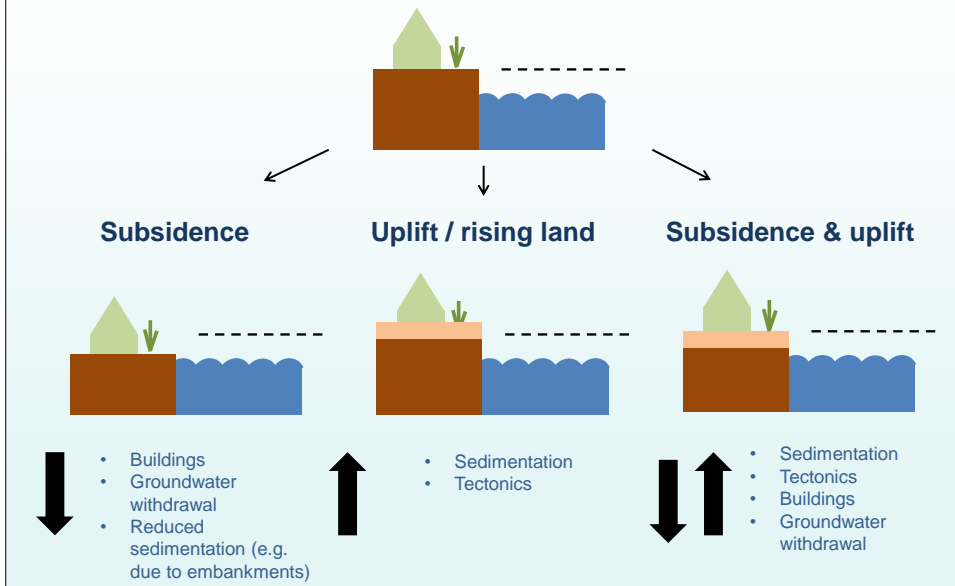 Subsidence
Uplift / rising land
Subsidence & uplift
• Buildings
• Groundwater
withdrawal
• Reduced
sedimentation (e.g.
due to embankments)
• Sedimentation
• Tectonics
• Sedimentation
• Tectonics
• Buildings
• Groundwater
withdrawal